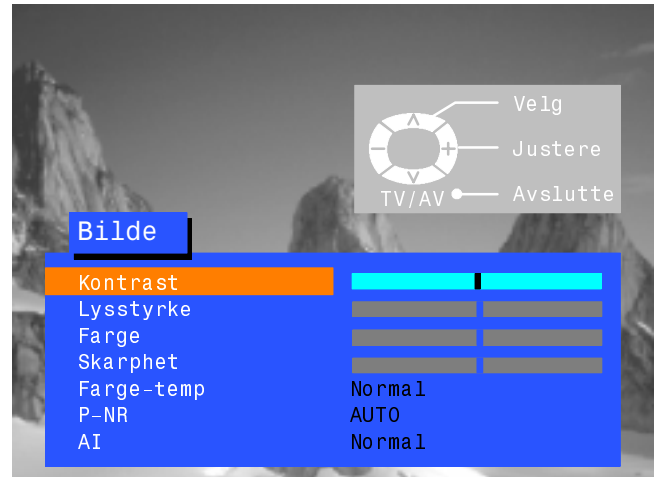 Velg
Justere
TV/AV Avslutte
Bilde
Kontrast
Lysstyrke
Farge
Skarphet
Farge-temp Normal
P-NR AUTO
AI Normal